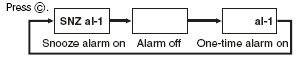 Press Ⓒ.
SNZ al-1 al-1
Snooze alarm on Alarm off One-time alarm on